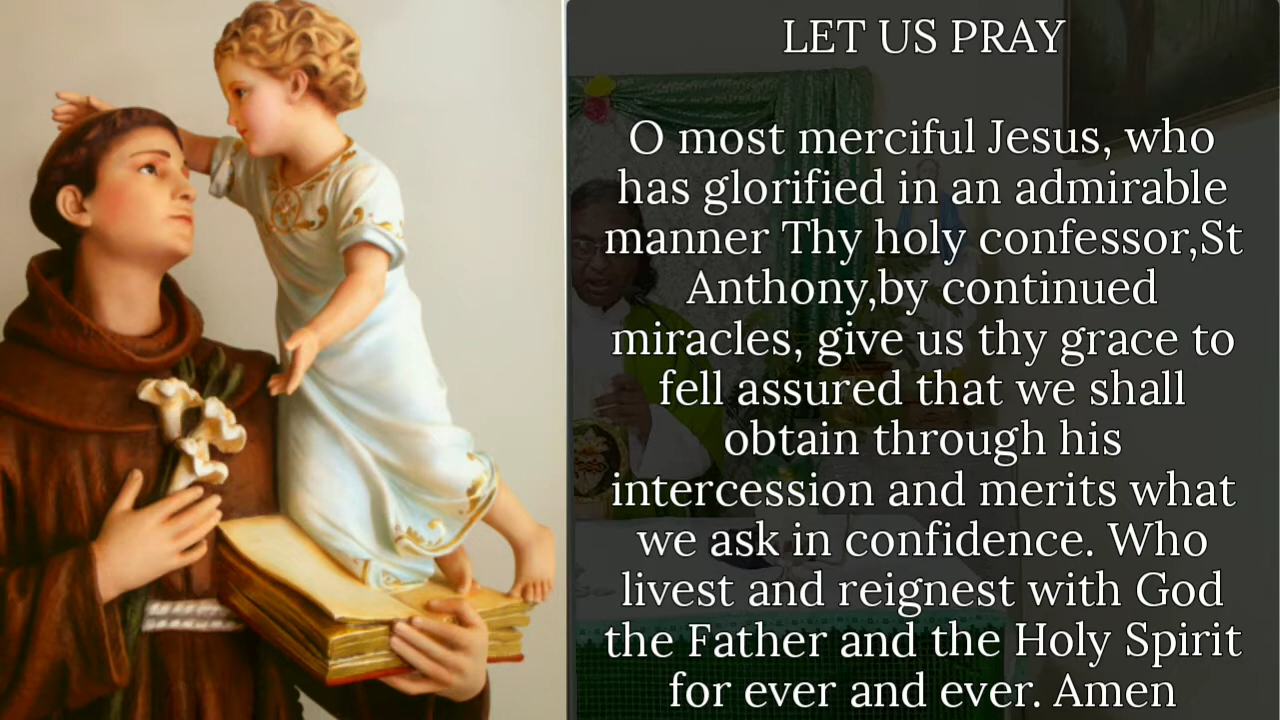 LET US PRAY
O most merciful Jesus, who
has glorified in an admirable
manner Thy holy confessor,St
Anthony,by continued
miracles, give us thy grace to
fell assured that we shall
obtain through his
intercession and merits what
we ask in confidence. Who
livest and reignest with God
the Father and the Holy Spirit
for ever and ever. Amen